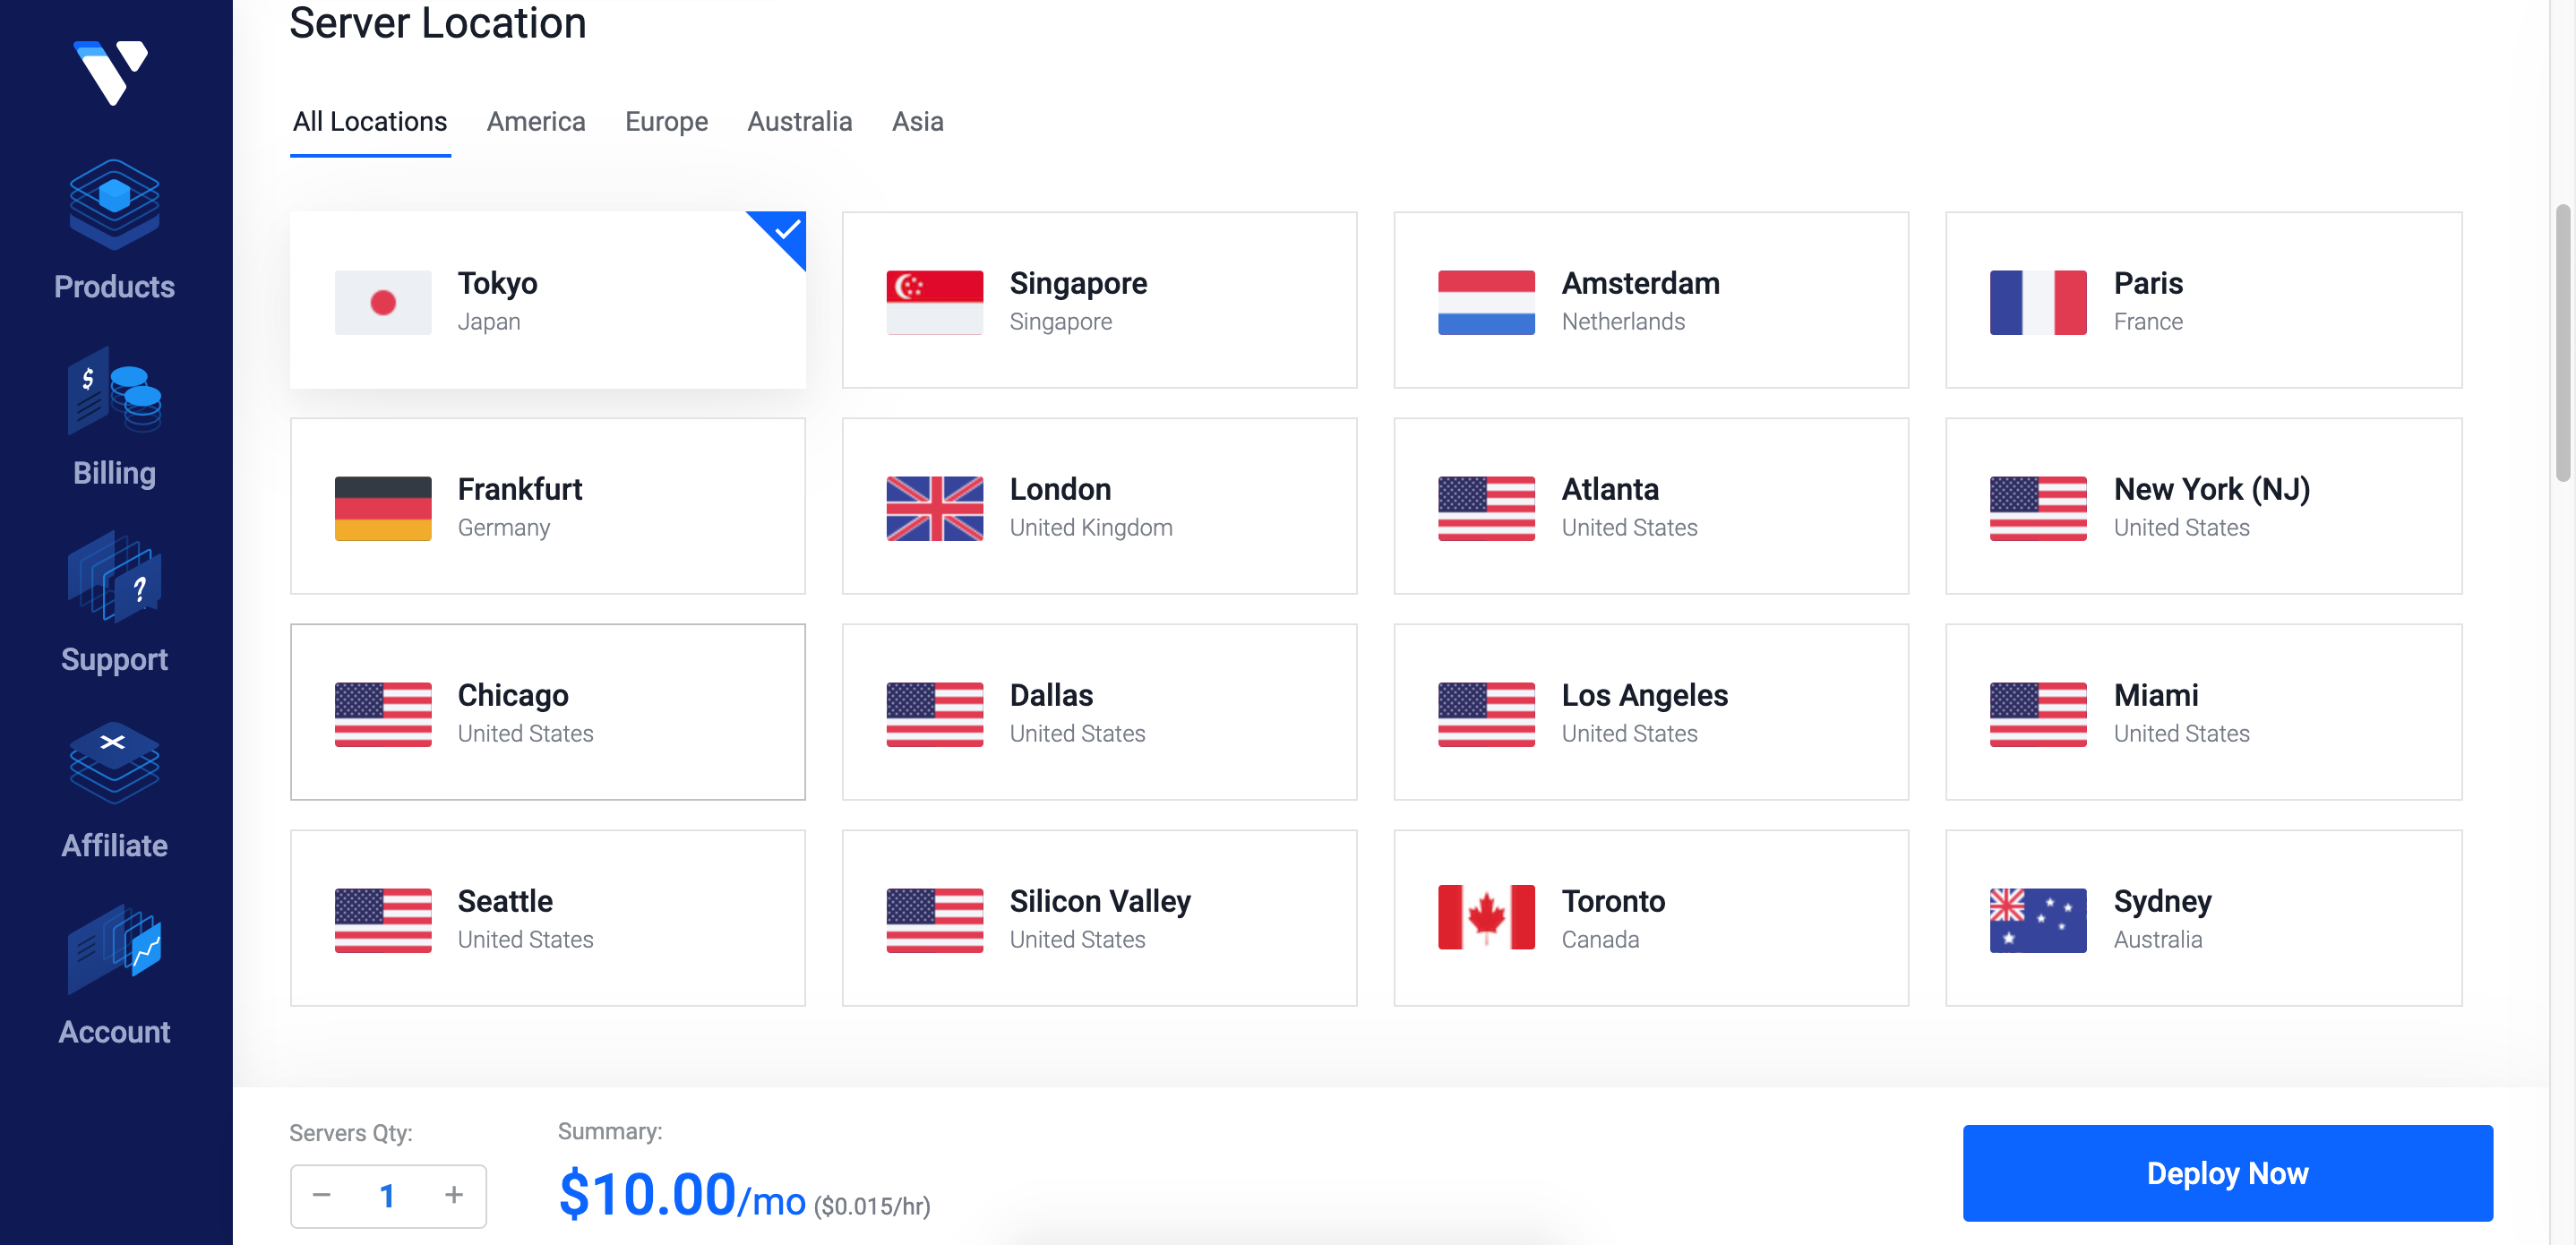 Server Location
All Locations America Europe Australia Asia
Products
Billing
Support
Affiliate
Account
Tokyo
Japan
Singapore
Singapore
Amsterdam
Netherlands
Paris
France
Frankfurt
Germany
London
United Kingdom
Atlanta
United States
New York (NJ)
United States
Chicago
United States
Dallas
United States
Los Angeles
United States
Miami
United States
Seattle
United States
Silicon Valley
United States
Toronto
Canada
Sydney
Australia
Servers Qty:
− 1 +
Summary:
$10.00/mo ($0.015/hr)
Deploy Now